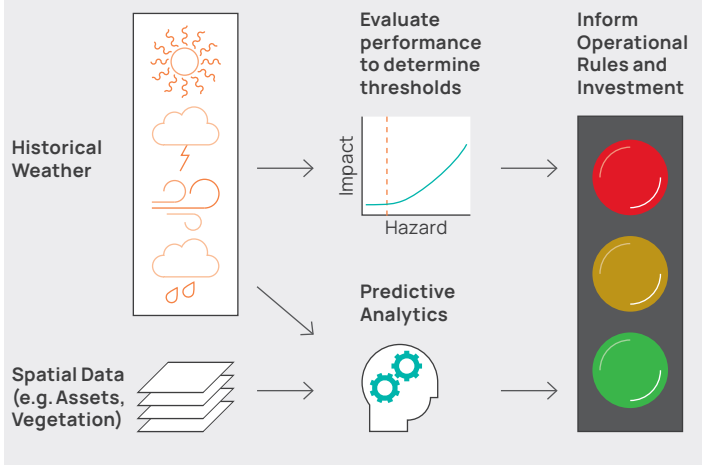 Historical
Weather
Evaluate
performance
to determine
thresholds
Impact
Hazard
Inform
Operational
Rules and
Investment
Predictive
Analytics
Spatial Data
(e.g. Assets,
Vegetation)